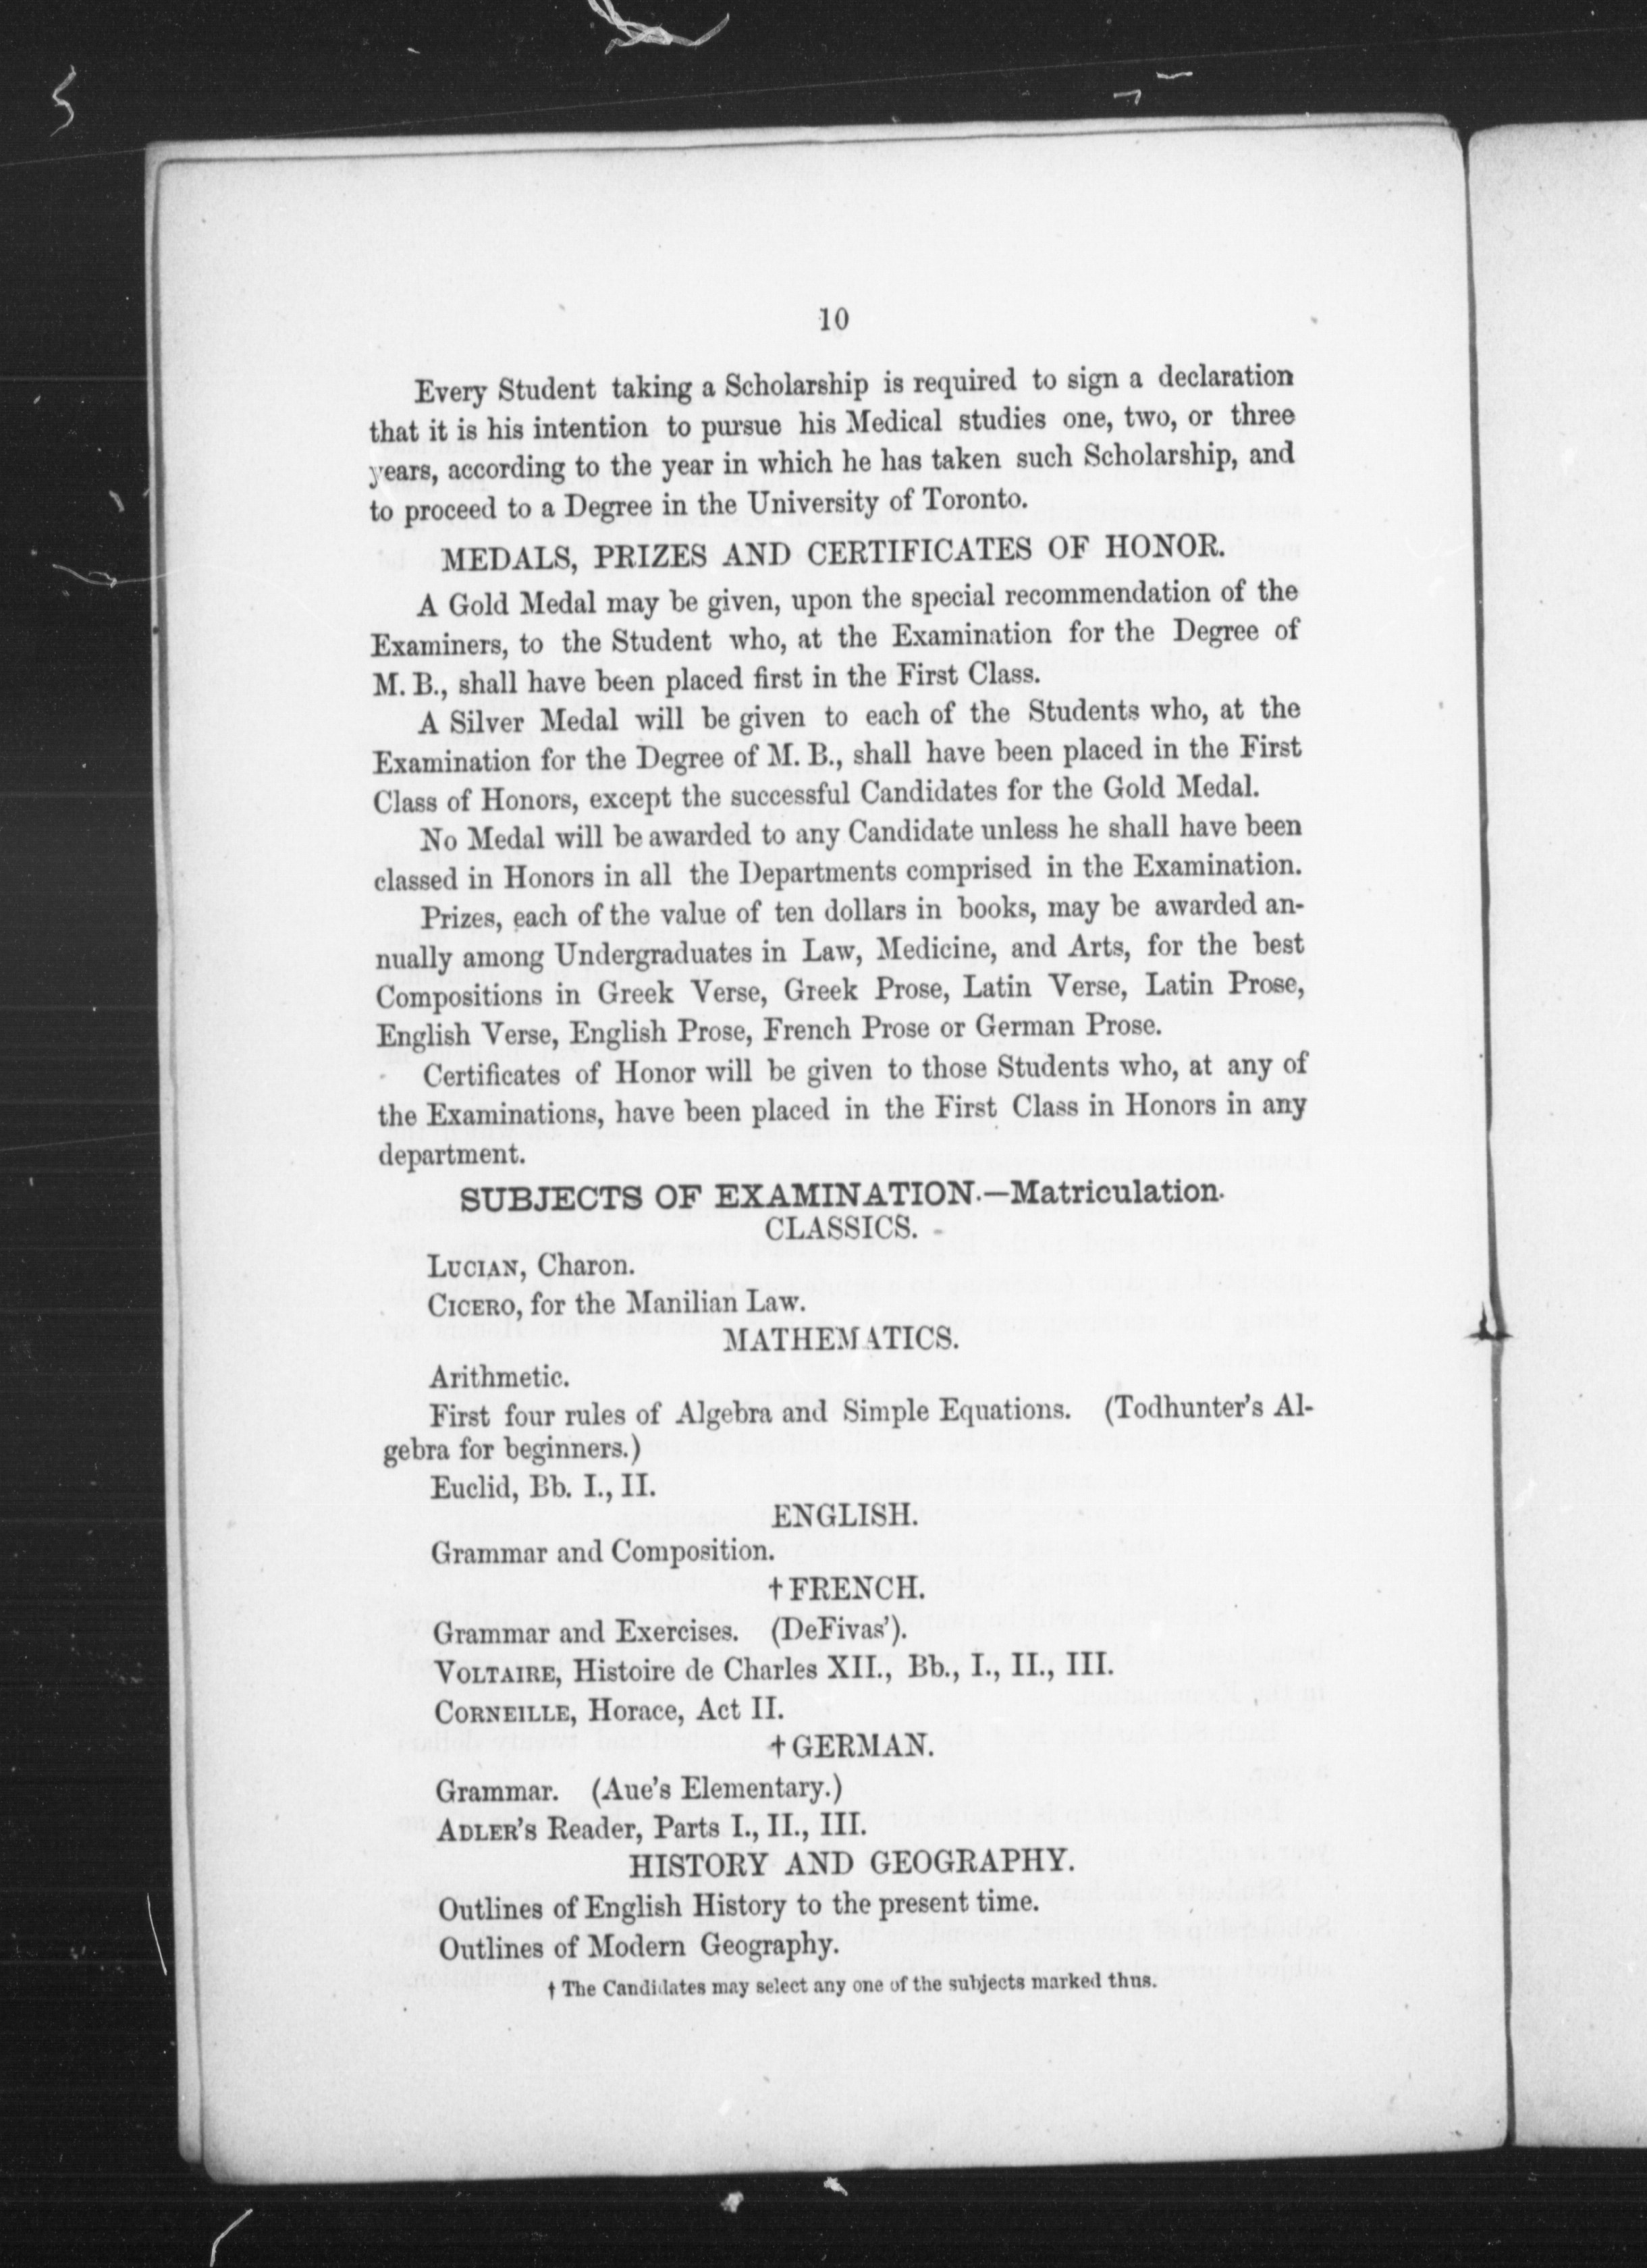 10
Every Student taking a Scholarship is required to sign a declaration
that it is his intention to pursue his Medical studies one, two, or three
years, according to the year in which he has taken such Scholarship, and
to proceed to a Degree in the University of Toronto.
MEDALS, PRIZES AND CERTIFICATES OF HONOR.
A Gold Medal may be given, upon the special recommendation of the
Examiners, to the Student who, at the Examination for the Degree of
M. B., shall have been placed first in the First Class.
A Silver Medal will be given to each of the Students who, at the
Examination for the Degree of M. B., shall have been placed in the First
Class of Honors, except the successful Candidates for the Gold Medal.
No Medal will be awarded to any Candidate unless he shall have been
classed in Honors in all the Departments comprised in the Examination.
Prizes, each of the value of ten dollars in books, may be awarded an-
nually among Undergraduates in Law, Medicine, and Arts, for the best
Compositions in Greek Verse, Greek Prose, Latin Verse, Latin Prose,
English Verse, English Prose, French Prose or German Prose.
Certificates of Honor will be given to those Students who, at any of
the Examinations, have been placed in the First Class in Honors in any
department.
SUBJECTS OF EXAMINATION.—Matriculation.
CLASSICS.
LUCIAN, Charon.
CICERO, for the Manilian Law.
MATHEMATICS.
Arithmetic.
First four rules of Algebra and Simple Equations. (Todhunter's Al-
gebra for beginners.)
Euclid, Bb. I., II.
ENGLISH.
Grammar and Composition.
† FRENCH.
Grammar and Exercises. (DeFivas').
VOLTAIRE, Histoire de Charles XII., Bb., I., II., III.
CORNEILLE, Horace, Act II.
† GERMAN.
Grammar. (Aue's Elementary.)
ADLER'S Reader, Parts I., II., III.
HISTORY AND GEOGRAPHY.
Outlines of English History to the present time.
Outlines of Modern Geography.
† The Candidates may select any one of the subjects marked thus.